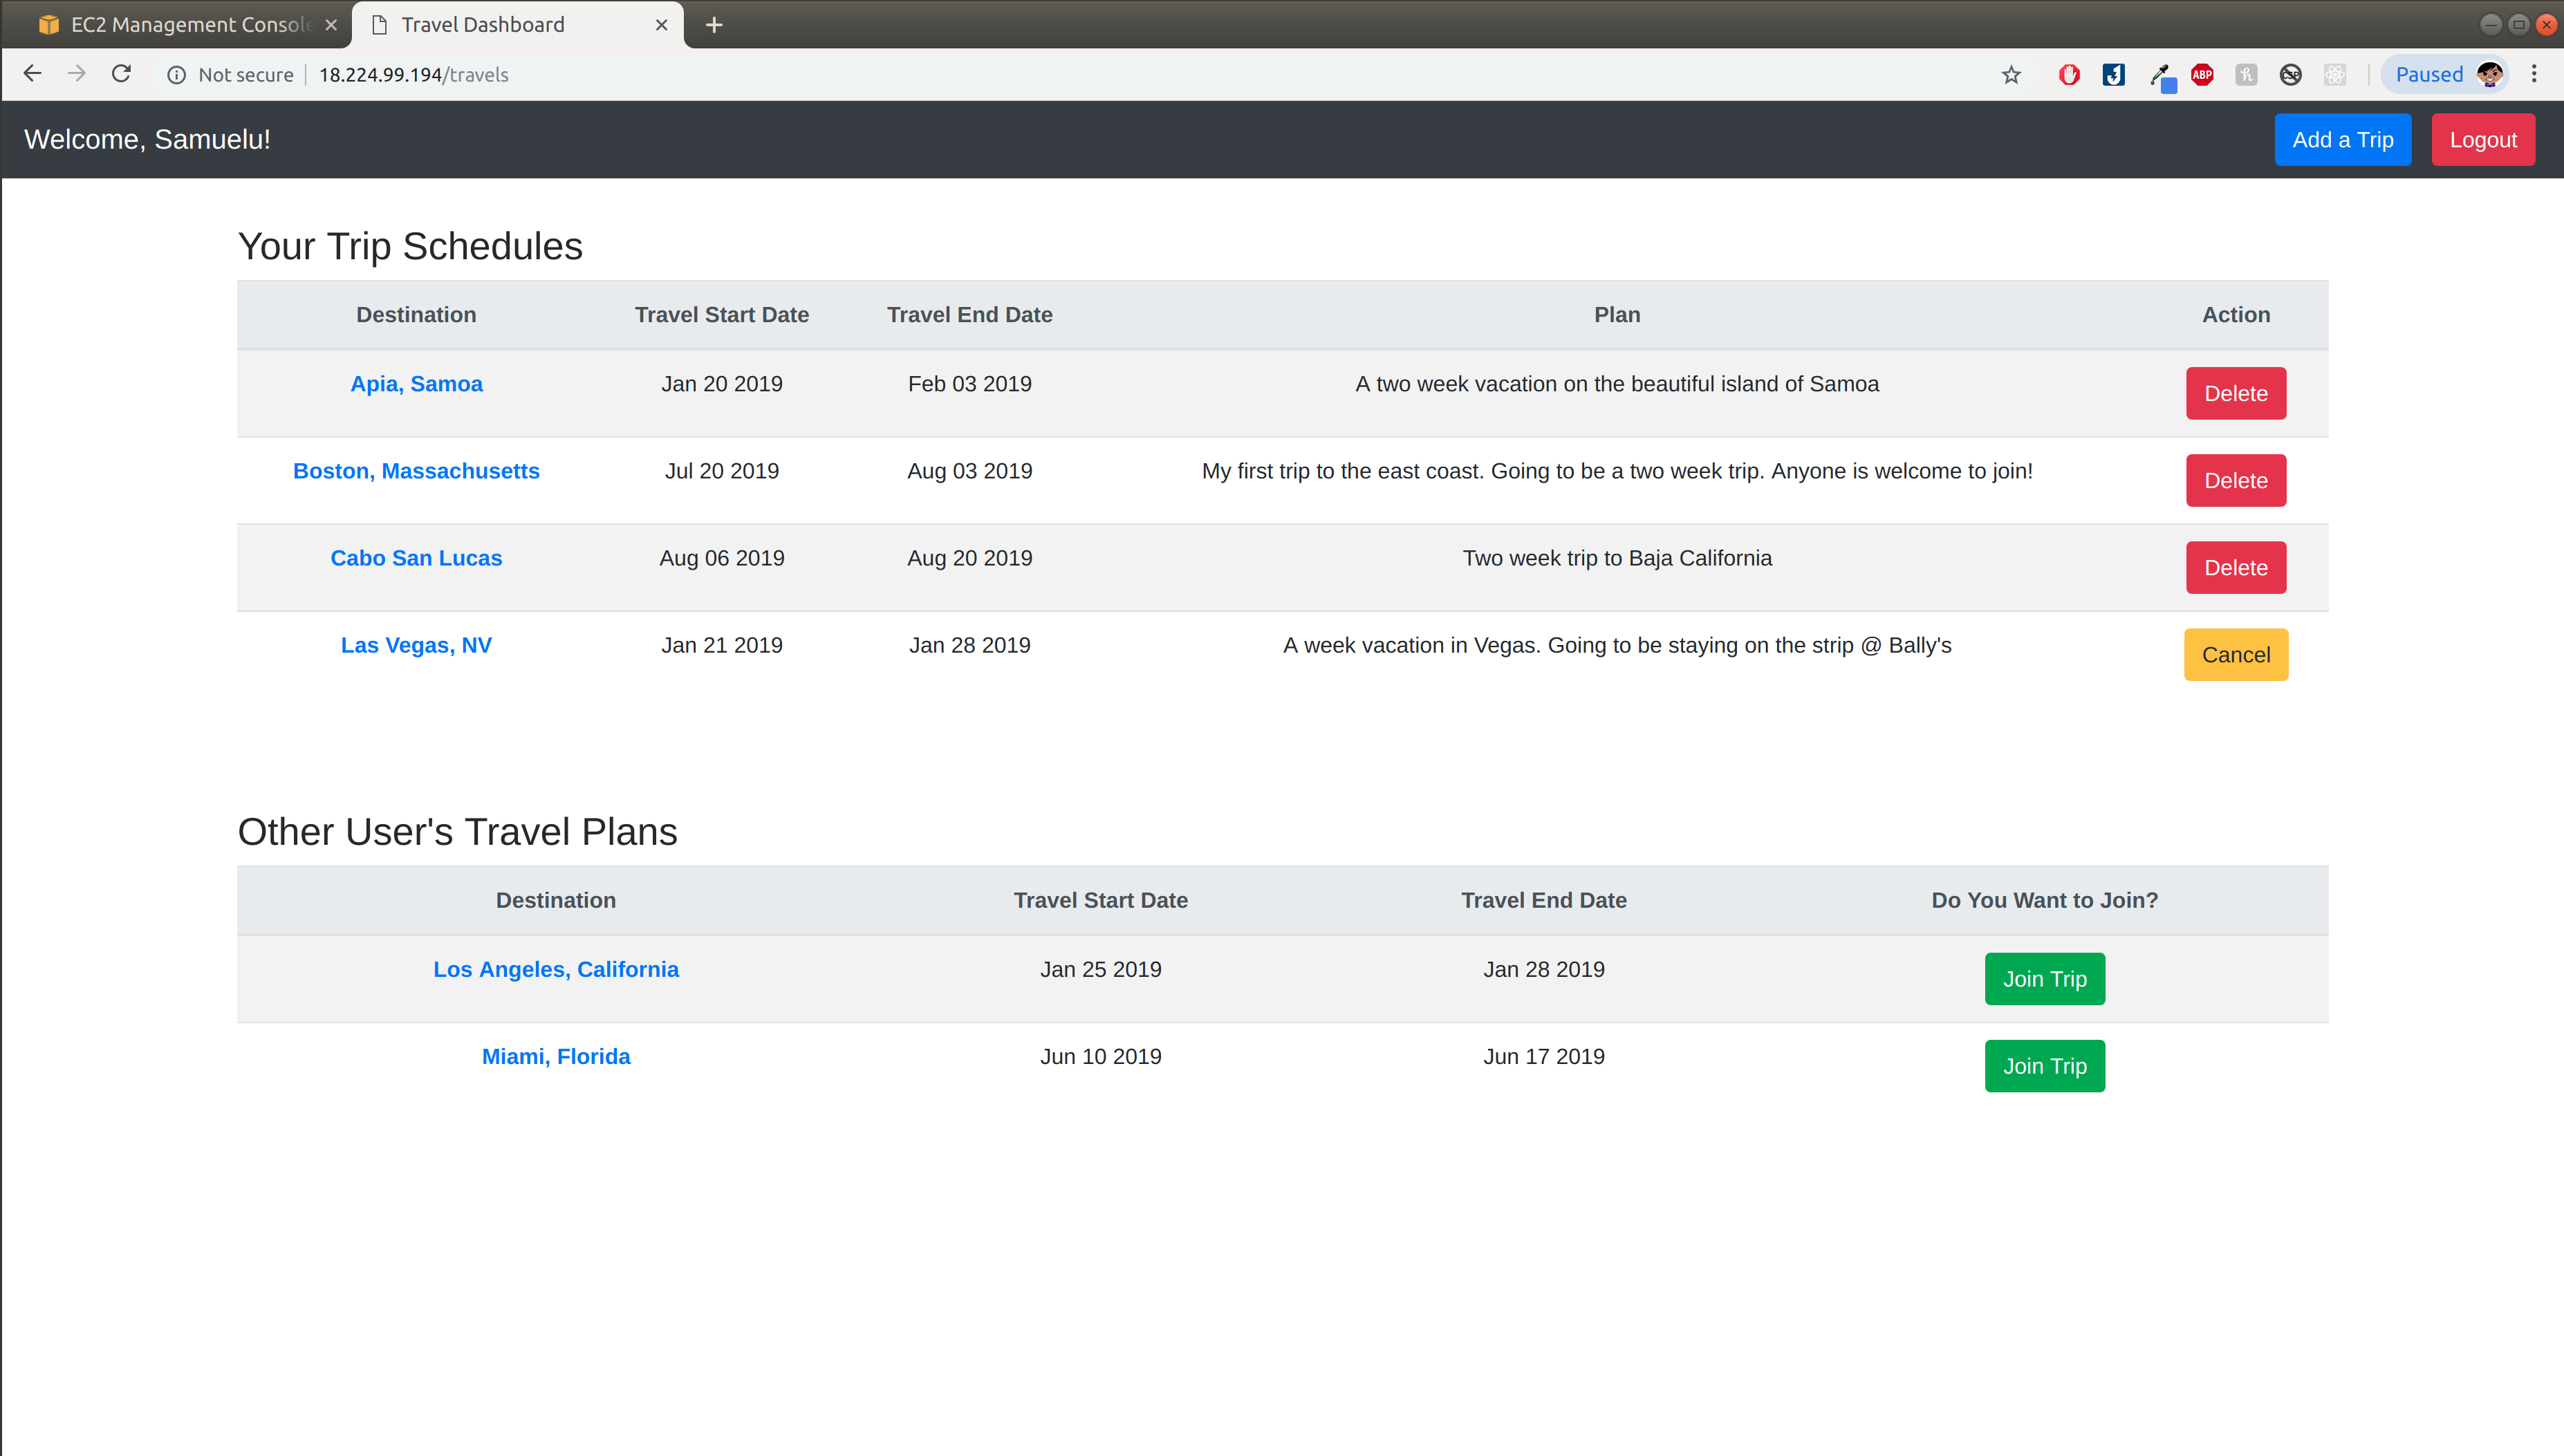 EC2 Management Console
Travel Dashboard
Not secure 18.224.99.194/travels
ABP
Paused
Welcome, Samuelu!
Add a Trip Logout
Your Trip Schedules
Destination Travel Start Date Travel End Date Plan Action
Apia, Samoa Jan 20 2019 Feb 03 2019 A two week vacation on the beautiful island of Samoa Delete
Boston, Massachusetts Jul 20 2019 Aug 03 2019 My first trip to the east coast. Going to be a two week trip. Anyone is welcome to join! Delete
Cabo San Lucas Aug 06 2019 Aug 20 2019 Two week trip to Baja California Delete
Las Vegas, NV Jan 21 2019 Jan 28 2019 A week vacation in Vegas. Going to be staying on the strip @ Bally's Cancel
Other User's Travel Plans
Destination Travel Start Date Travel End Date Do You Want to Join?
Los Angeles, California Jan 25 2019 Jan 28 2019 Join Trip
Miami, Florida Jun 10 2019 Jun 17 2019 Join Trip